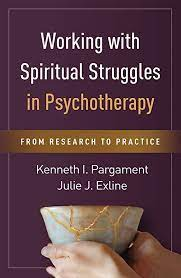 Working with
Spiritual Struggles
in Psychotherapy
FROM RESEARCH TO PRACTICE
Kenneth I. Pargament
Julie J. Exline